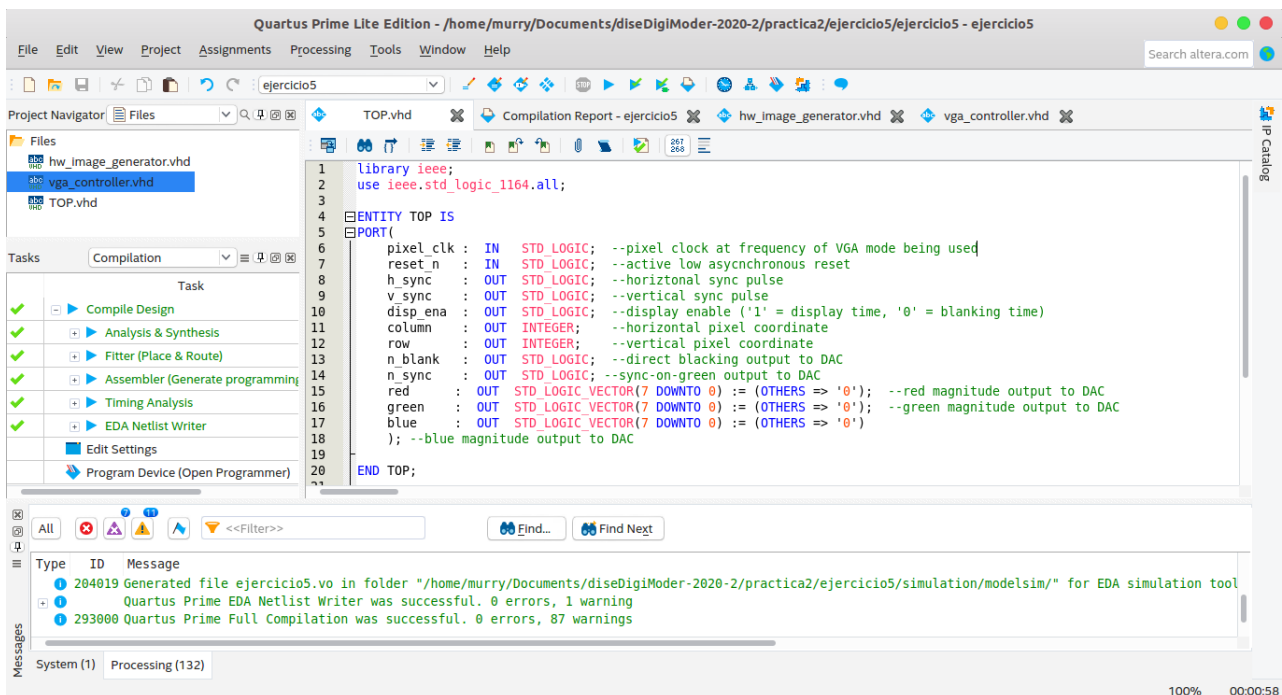 Quartus Prime Lite Edition - /home/murry/Documents/diseDigiModer-2020-2/practica2/ejercicio5/ejercicio5 - ejercicio5
File Edit View Project Assignments Processing Tools Window Help
Search altera.com
ejercicio5
Project Navigator Files
TOP.vhd
Compilation Report - ejercicio5
hw_image_generator.vhd
vga_controller.vhd
IP Catalog
Files
hw_image_generator.vhd
vga_controller.vhd
TOP.vhd
Tasks Compilation
Task
Compile Design
Analysis & Synthesis
Fitter (Place & Route)
Assembler (Generate programming
Timing Analysis
EDA Netlist Writer
Edit Settings
Program Device (Open Programmer)
267
268
1 library ieee;
2 use ieee.std_logic_1164.all;
3
4 ENTITY TOP IS
5 PORT(
6 pixel_clk : IN STD_LOGIC; --pixel clock at frequency of VGA mode being used
7 reset_n : IN STD_LOGIC; --active low asycnchronous reset
8 h_sync : OUT STD_LOGIC; --horiztonal sync pulse
9 v_sync : OUT STD_LOGIC; --vertical sync pulse
10 disp_ena : OUT STD_LOGIC; --display enable ('1' = display time, '0' = blanking time)
11 column : OUT INTEGER; --horizontal pixel coordinate
12 row : OUT INTEGER; --vertical pixel coordinate
13 n_blank : OUT STD_LOGIC; --direct blacking output to DAC
14 n_sync : OUT STD_LOGIC; --sync-on-green output to DAC
15 red : OUT STD_LOGIC_VECTOR(7 DOWNTO 0) := (OTHERS => '0'); --red magnitude output to DAC
16 green : OUT STD_LOGIC_VECTOR(7 DOWNTO 0) := (OTHERS => '0'); --green magnitude output to DAC
17 blue : OUT STD_LOGIC_VECTOR(7 DOWNTO 0) := (OTHERS => '0')
18 ); --blue magnitude output to DAC
19
20 END TOP;
All 7 11 <<Filter>> Find... Find Next
Type ID Message
204019 Generated file ejercicio5.vo in folder "/home/murry/Documents/diseDigiModer-2020-2/practica2/ejercicio5/simulation/modelsim/" for EDA simulation tool
Quartus Prime EDA Netlist Writer was successful. 0 errors, 1 warning
293000 Quartus Prime Full Compilation was successful. 0 errors, 87 warnings
Messages
System (1) Processing (132)
100% 00:00:58